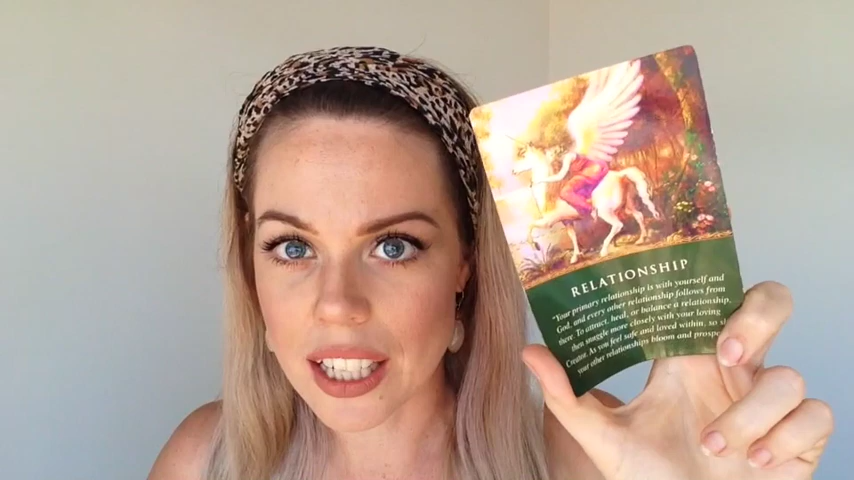 RELATIONSHIP
"Your primary relationship is with yourself and
God, and every other relationship follows from
there. To attract, heal, or balance a relationship,
then snuggle more closely with your loving
Creator. As you feel safe and loved within, so
your other relationships bloom and